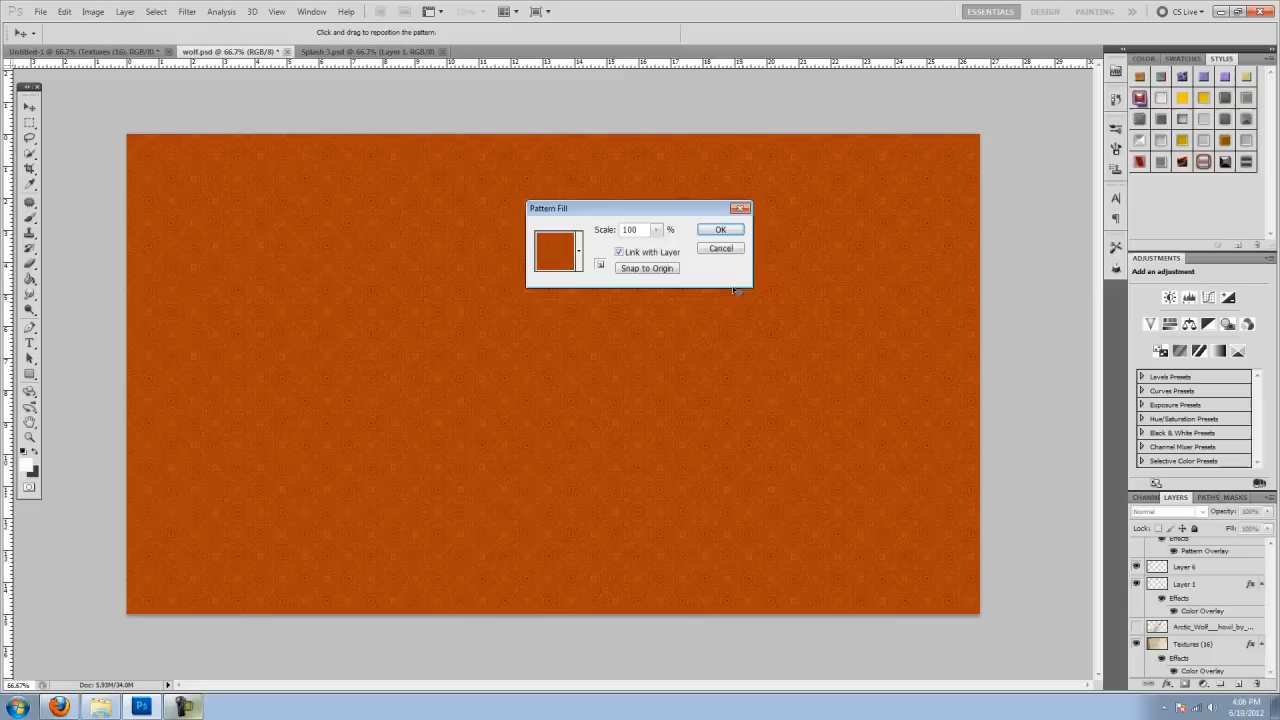 Ps File Edit Image Layer Select Filter Analysis 3D View Window Help ESSENTIALS DESIGN PAINTING CS Live
Click and drag to reposition the pattern.
Untitled-1 @ 66.7% (Textures (16), RGB/8) * wolf.psd @ 66.7% (RGB/8) * Splash 3.psd @ 66.7% (Layer 1, RGB/8)
COLOR SWATCHES STYLES
Pattern Fill
Scale: 100 % OK
Link with Layer Cancel
Snap to Origin
ADJUSTMENTS
Add an adjustment
Levels Presets
Curves Presets
Exposure Presets
Hue/Saturation Presets
Black & White Presets
Channel Mixer Presets
Selective Color Presets
CHANN LAYERS PATHS MASKS
Normal Opacity: 100%
Lock: Fill: 100%
Effects
Pattern Overlay
Layer 6
Layer 1 fx
Effects
Color Overlay
Arctic_Wolf___howl_by_...
Textures (16) fx
Effects
Color Overlay
66.67% Doc: 5.93M/34.0M
4:06 PM
6/19/2012